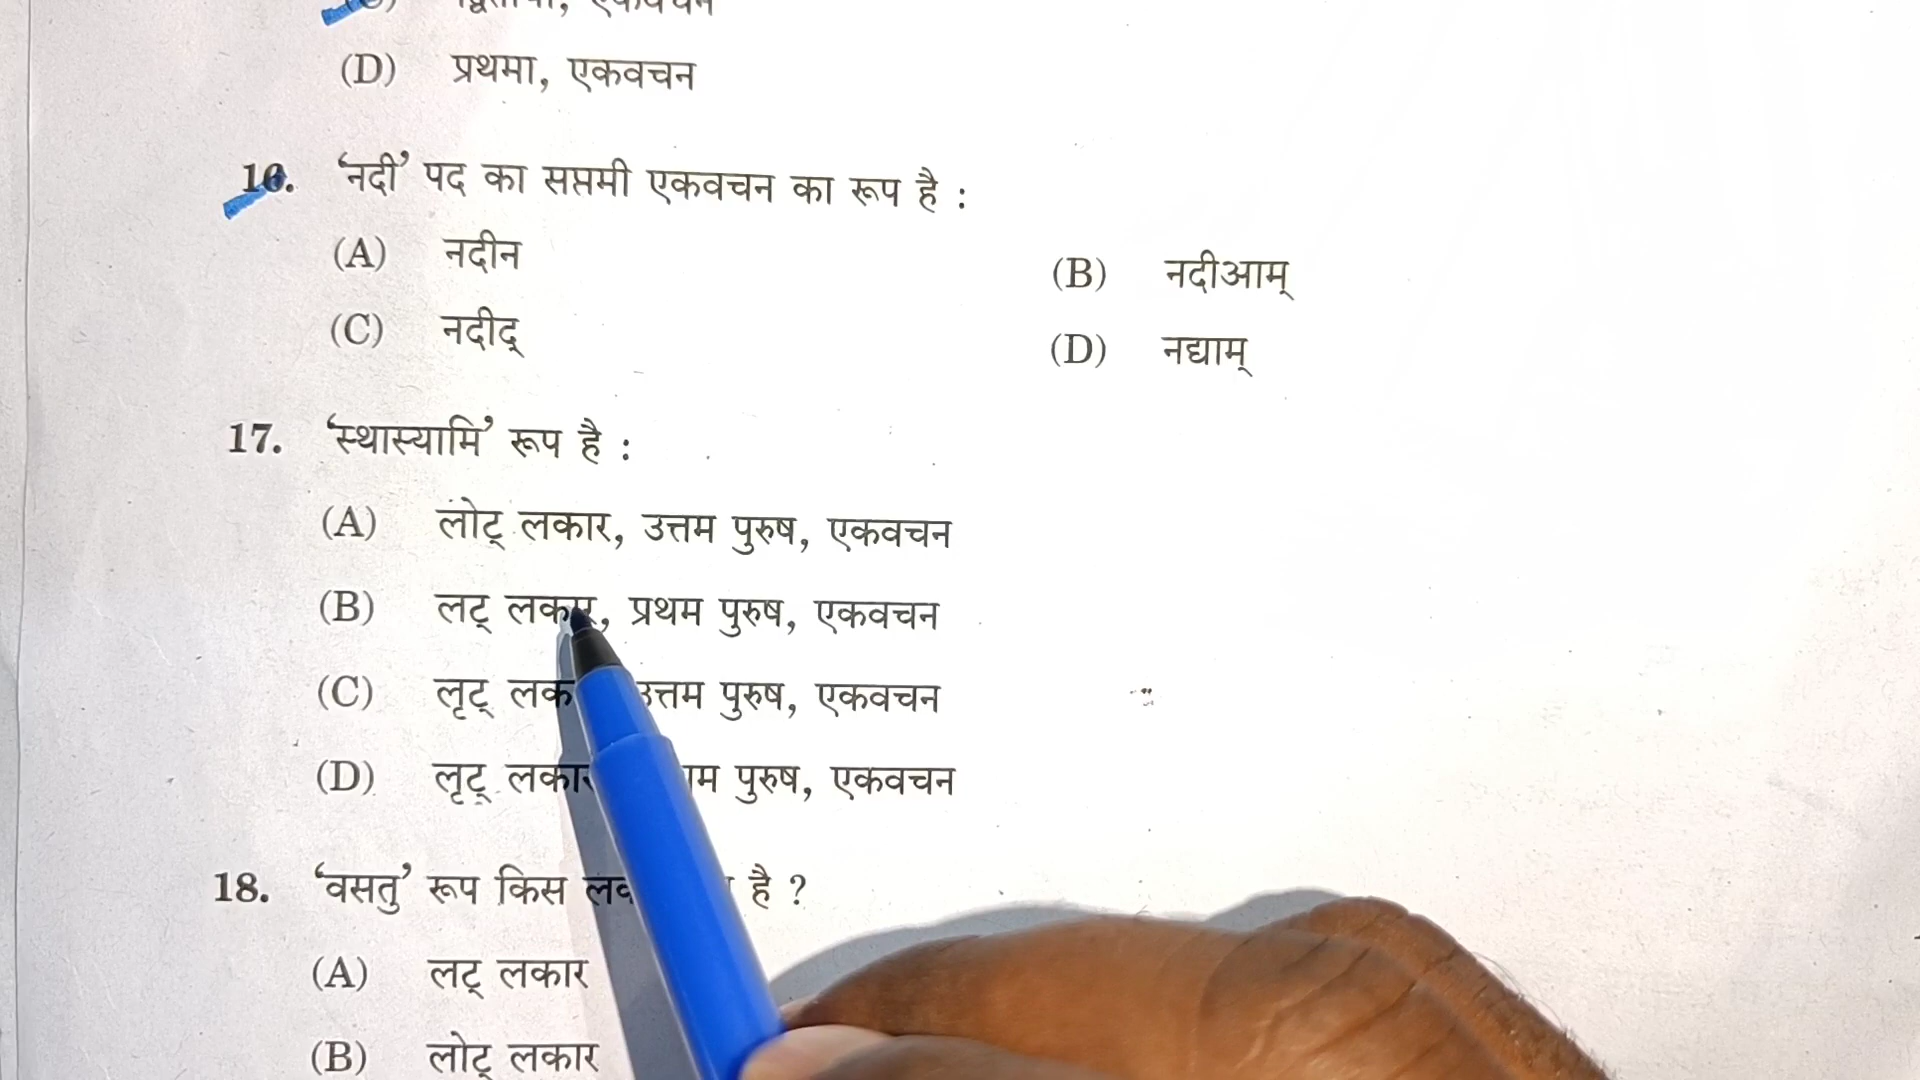 (D) प्रथमा, एकवचन
16. ‘नदी’ पद का सप्तमी एकवचन का रूप है :
(A) नदीन
(B) नदीआम्
(C) नदीद्
(D) नद्याम्
17. ‘स्थास्यामि’ रूप है :
(A) लोट् लकार, उत्तम पुरुष, एकवचन
(B) लट् लकार, प्रथम पुरुष, एकवचन
(C) लृट् उत्तम पुरुष, एकवचन
(D) लृट् लकार पुरुष, एकवचन
18. ‘वसतु’ रूप किस है ?
(A) लट् लकार
(B) लोट् लकार